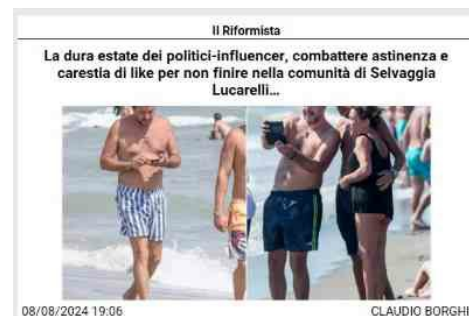 Il Riformista
La dura estate dei politici-influencer, combattere astinenza e
carestia di like per non finire nella comunità di Selvaggia
Lucarelli…
08/08/2024 19:06
CLAUDIO BORGHI